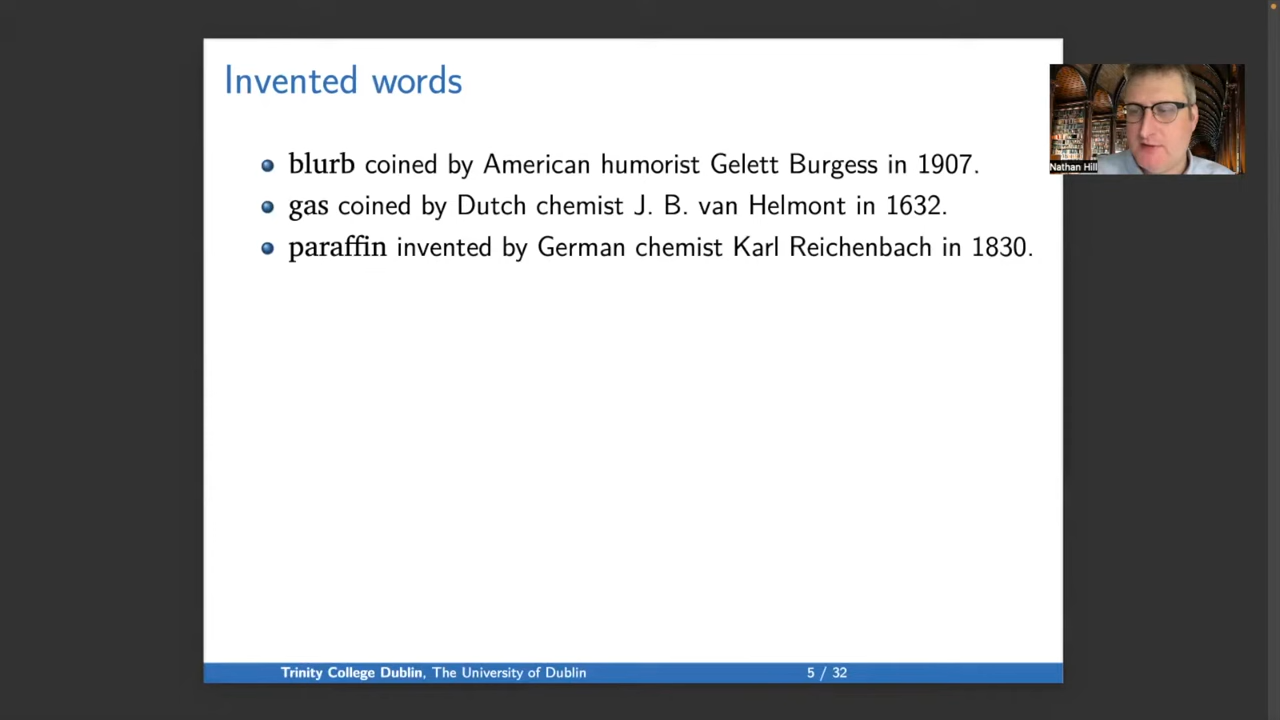 Invented words
blurb coined by American humorist Gelett Burgess in 1907.
gas coined by Dutch chemist J. B. van Helmont in 1632.
paraffin invented by German chemist Karl Reichenbach in 1830.
Nathan Hill
Trinity College Dublin, The University of Dublin 5 / 32